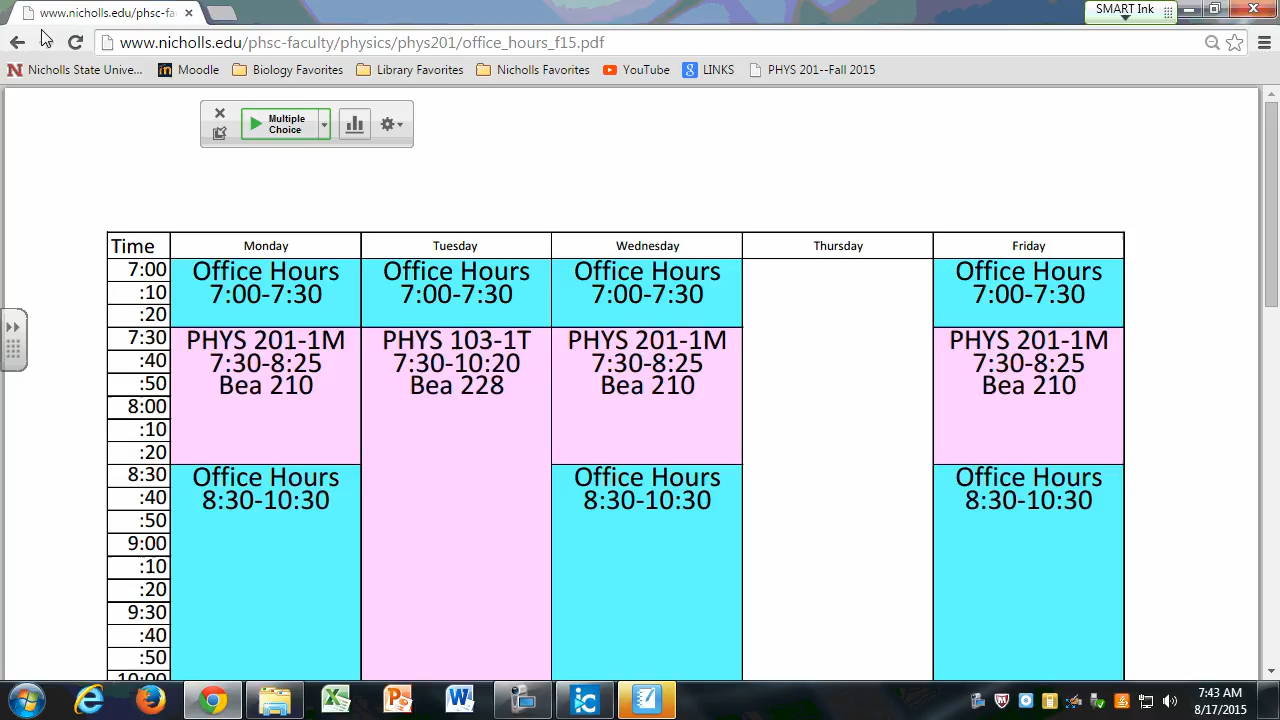 www.nicholls.edu/phsc-fa
SMART Ink
www.nicholls.edu/phsc-faculty/physics/phys201/office_hours_f15.pdf
Nicholls State Unive...
Moodle
Biology Favorites
Library Favorites
Nicholls Favorites
YouTube
LINKS
PHYS 201--Fall 2015
Multiple
Choice
Time Monday Tuesday Wednesday Thursday Friday
7:00 Office Hours Office Hours Office Hours Office Hours
:10 7:00-7:30 7:00-7:30 7:00-7:30 7:00-7:30
:20
7:30 PHYS 201-1M PHYS 103-1T PHYS 201-1M PHYS 201-1M
:40 7:30-8:25 7:30-10:20 7:30-8:25 7:30-8:25
:50 Bea 210 Bea 228 Bea 210 Bea 210
8:00
:10
:20
8:30 Office Hours Office Hours Office Hours
:40 8:30-10:30 8:30-10:30 8:30-10:30
:50
9:00
:10
:20
9:30
:40
:50
10:00
7:43 AM
8/17/2015